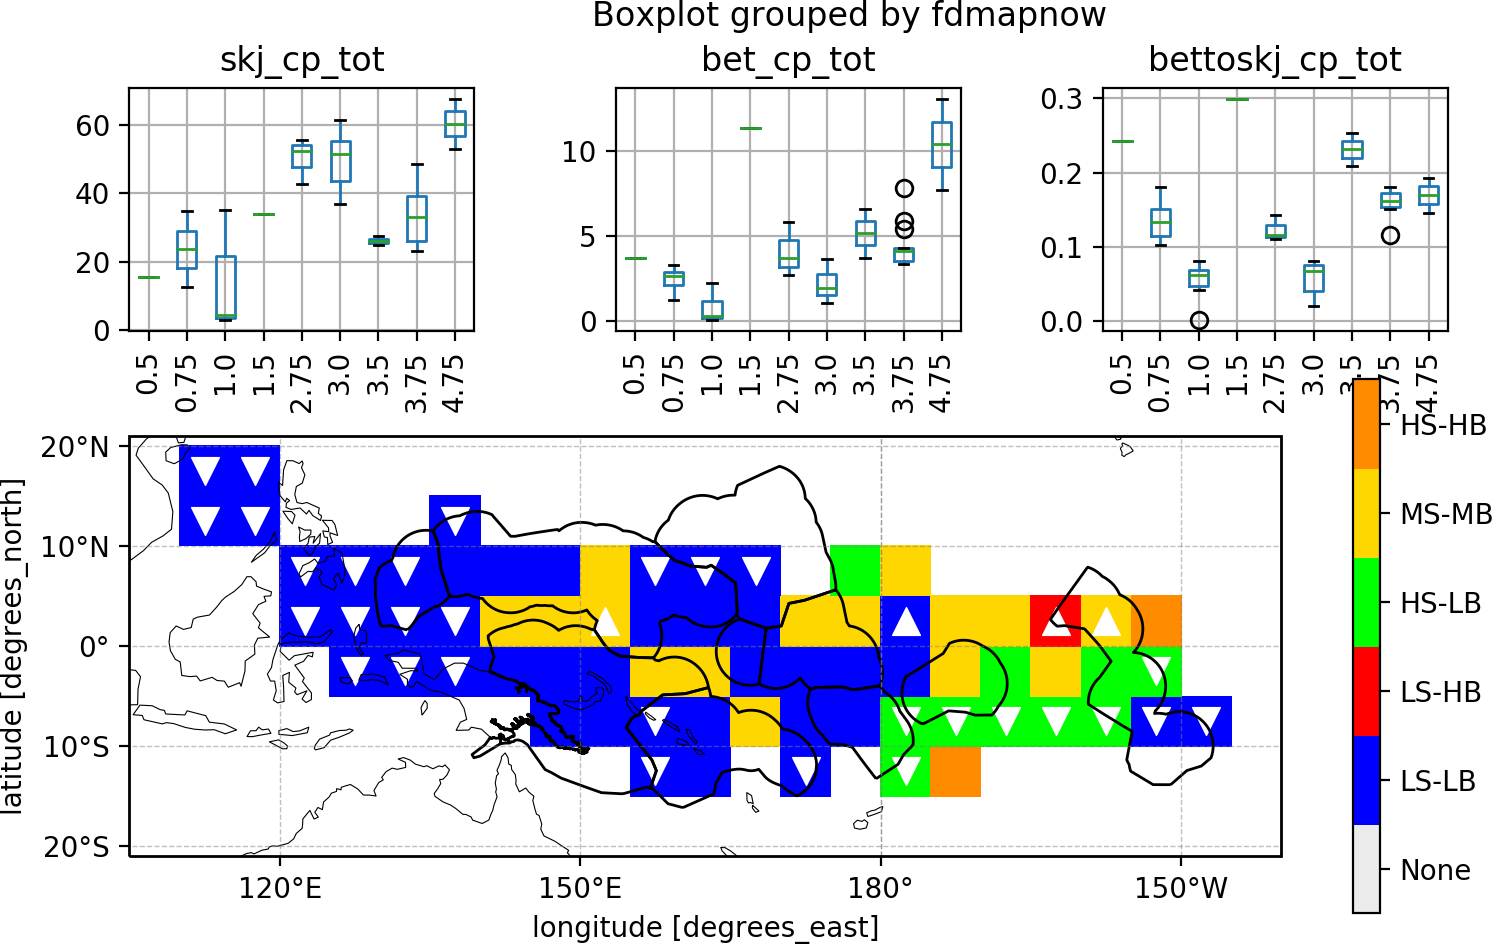 Boxplot grouped by fdmapnow
skj_cp_tot
bet_cp_tot
bettoskj_cp_tot
60
40
20
0
0.5
0.75
1.0
1.5
2.75
3.0
3.5
3.75
4.75
10
5
0
0.5
0.75
1.0
1.5
2.75
3.0
3.5
3.75
4.75
0.3
0.2
0.1
0.0
0.5
0.75
1.0
1.5
2.75
3.0
3.5
3.75
4.75
latitude [degrees_north]
20°N
10°N
0°
10°S
20°S
120°E
150°E
180°
150°W
longitude [degrees_east]
HS-HB
MS-MB
HS-LB
LS-HB
LS-LB
None